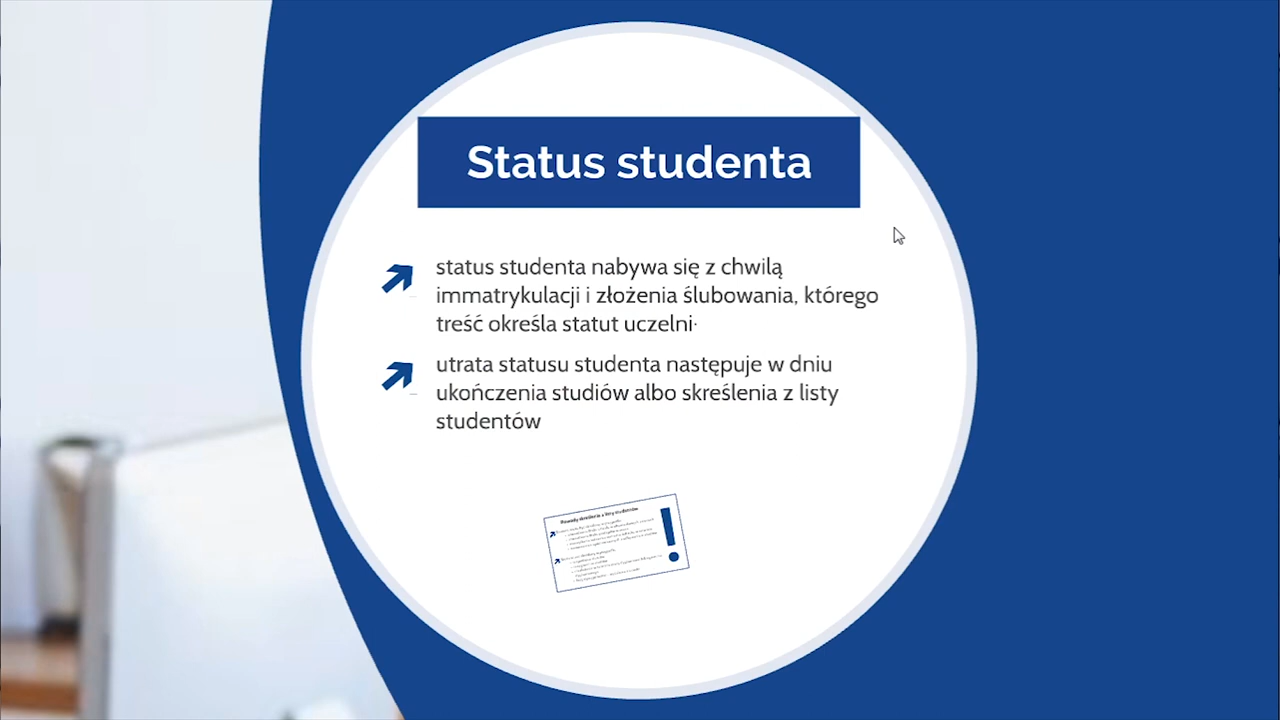 Status studenta
status studenta nabywa się z chwilą
immatrykulacji i złożenia ślubowania, którego
treść określa statut uczelni·
utrata statusu studenta następuje w dniu
ukończenia studiów albo skreślenia z listy
studentów